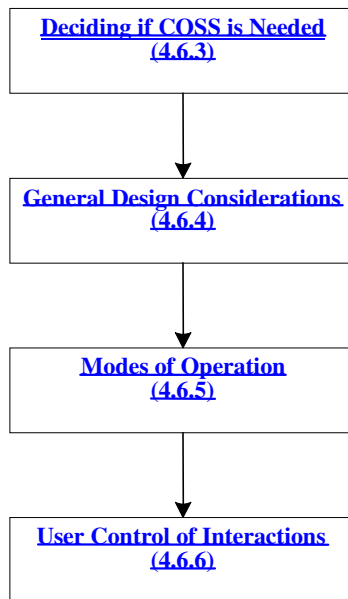 Deciding if COSS is Needed
(4.6.3)
General Design Considerations
(4.6.4)
Modes of Operation
(4.6.5)
User Control of Interactions
(4.6.6)